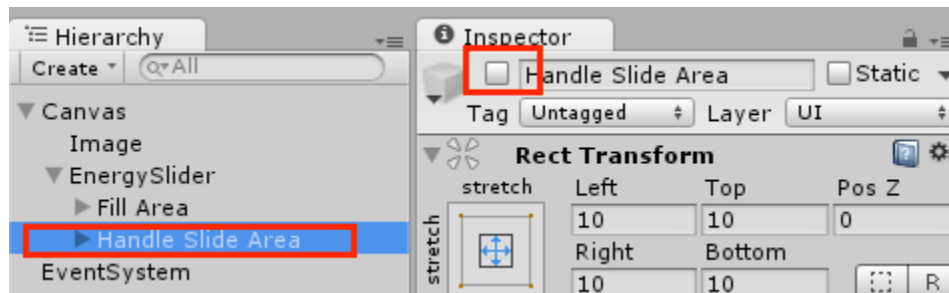 Hierarchy
Create
All
Canvas
Image
EnergySlider
Fill Area
Handle Slide Area
EventSystem
Inspector
Handle Slide Area Static
Tag Untagged Layer UI
Rect Transform
stretch Left Top Pos Z
stretch
10 10 0
Right Bottom
10 10 R